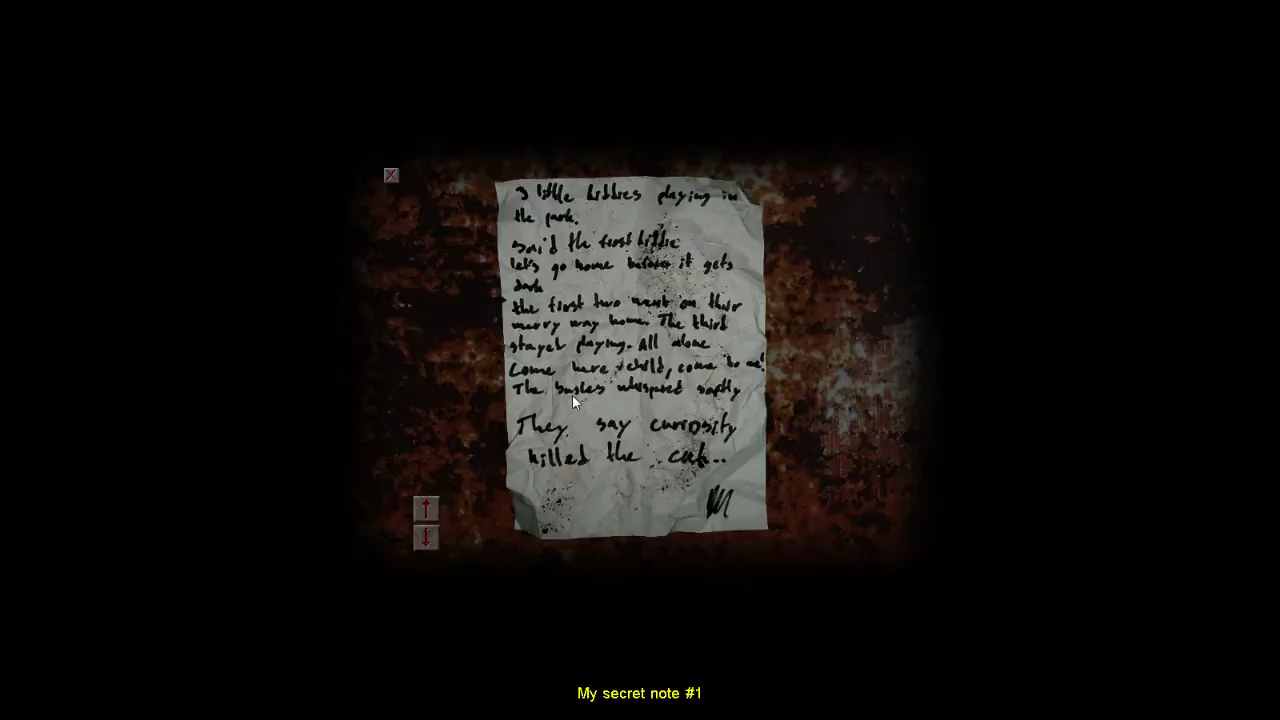 3 little kiddies playing in
the park.
Said the first kiddie
let's go home before it gets
dark
the first two went on their
merry way home. The third
stayed playing. All alone
Come here child, come to me!
The bushes whispered softly
They say curiosity
killed the cat...
My secret note #1